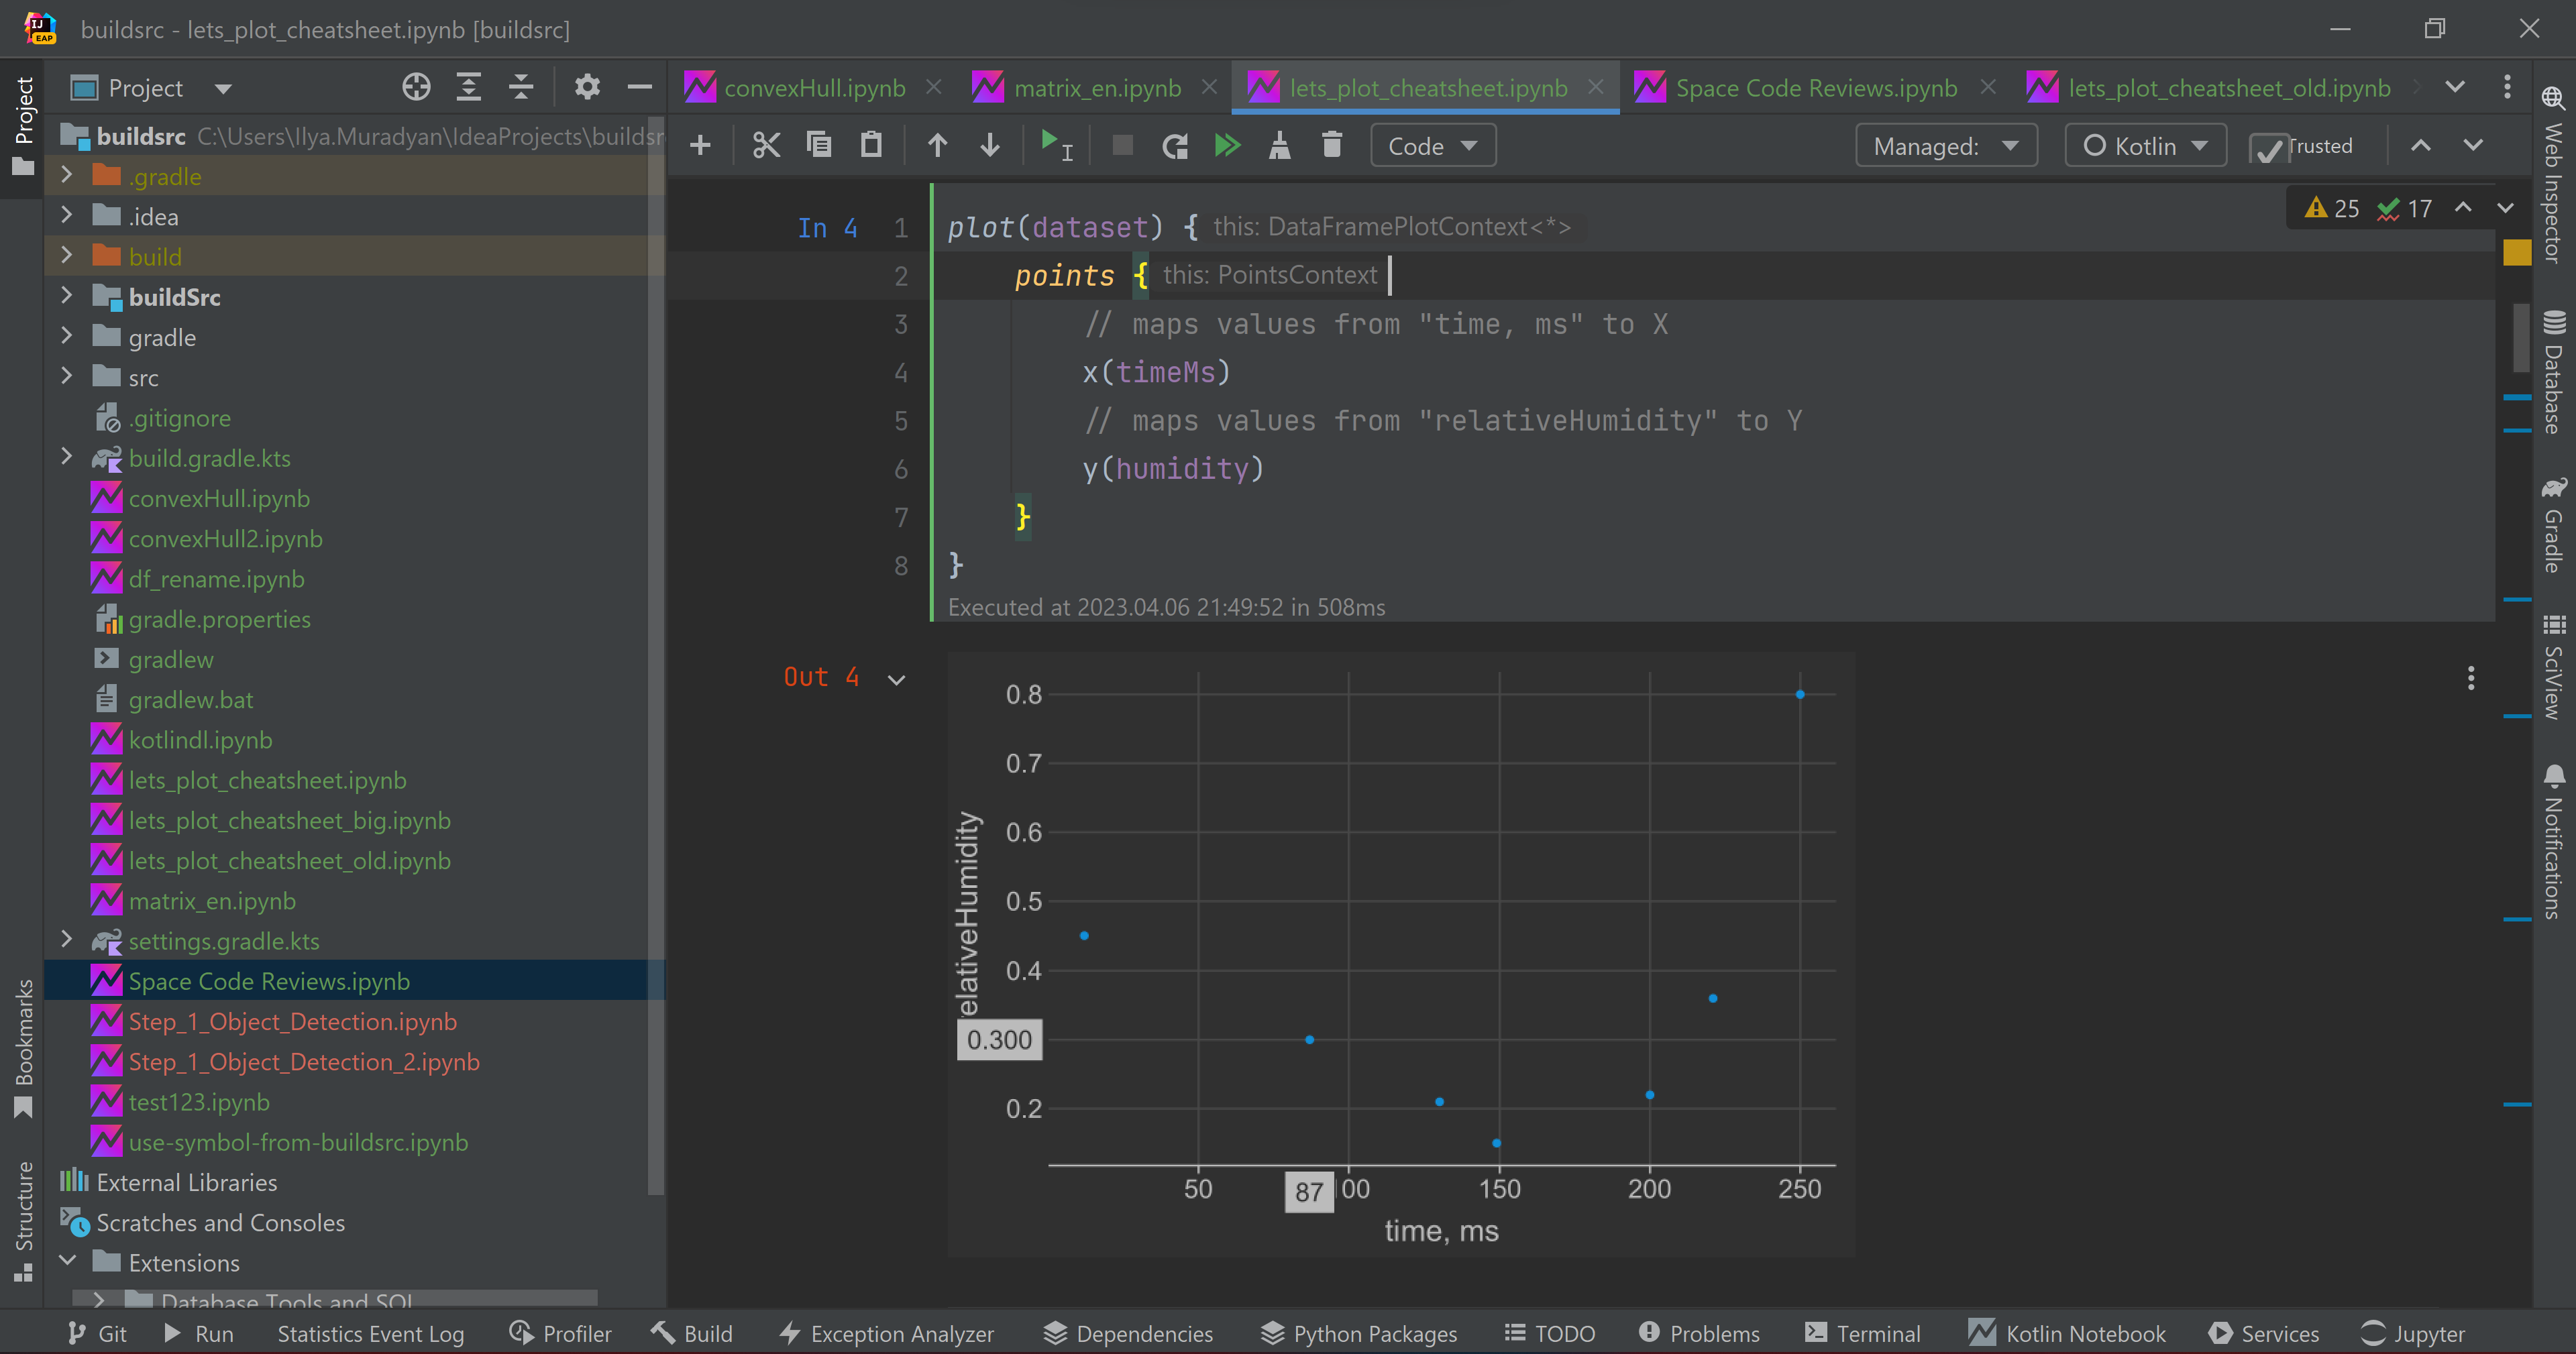 IJ
EAP
buildsrc - lets_plot_cheatsheet.ipynb [buildsrc]
Project
Bookmarks
Structure
Project
buildsrc C:\Users\Ilya.Muradyan\IdeaProjects\buildsr
.gradle
.idea
build
buildSrc
gradle
src
.gitignore
build.gradle.kts
convexHull.ipynb
convexHull2.ipynb
df_rename.ipynb
gradle.properties
gradlew
gradlew.bat
kotlindl.ipynb
lets_plot_cheatsheet.ipynb
lets_plot_cheatsheet_big.ipynb
lets_plot_cheatsheet_old.ipynb
matrix_en.ipynb
settings.gradle.kts
Space Code Reviews.ipynb
Step_1_Object_Detection.ipynb
Step_1_Object_Detection_2.ipynb
test123.ipynb
use-symbol-from-buildsrc.ipynb
External Libraries
Scratches and Consoles
Extensions
Database Tools and SQL
convexHull.ipynb matrix_en.ipynb lets_plot_cheatsheet.ipynb Space Code Reviews.ipynb lets_plot_cheatsheet_old.ipynb
Code Managed: Kotlin Trusted
25 17
In 4 1 plot(dataset) { this: DataFramePlotContext<*>
2 points { this: PointsContext
3 // maps values from "time, ms" to X
4 x(timeMs)
5 // maps values from "relativeHumidity" to Y
6 y(humidity)
7 }
8 }
Executed at 2023.04.06 21:49:52 in 508ms
Out 4
0.8
0.7
0.6
0.5
0.4
0.300
0.2
relativeHumidity
50 87 00 150 200 250
time, ms
Web Inspector
Database
Gradle
SciView
Notifications
Git Run Statistics Event Log Profiler Build Exception Analyzer Dependencies Python Packages TODO Problems Terminal Kotlin Notebook Services Jupyter